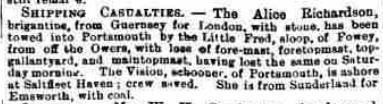 SHIPPING CASUALTIES. — The Alice Richardson,
brigantine, from Guernsey for London, with stone, has been
towed into Portsmouth by the Little Fred, sloop, of Fowey,
from off the Owers, with loss of fore-mast, foretopmast, top-
gallantyard, and maintopmast, having lost the same on Satur-
day morning. The Vision, schooner, of Portsmouth, is ashore
at Saltfleet Haven; crew saved. She is from Sunderland for
Emsworth, with coal.